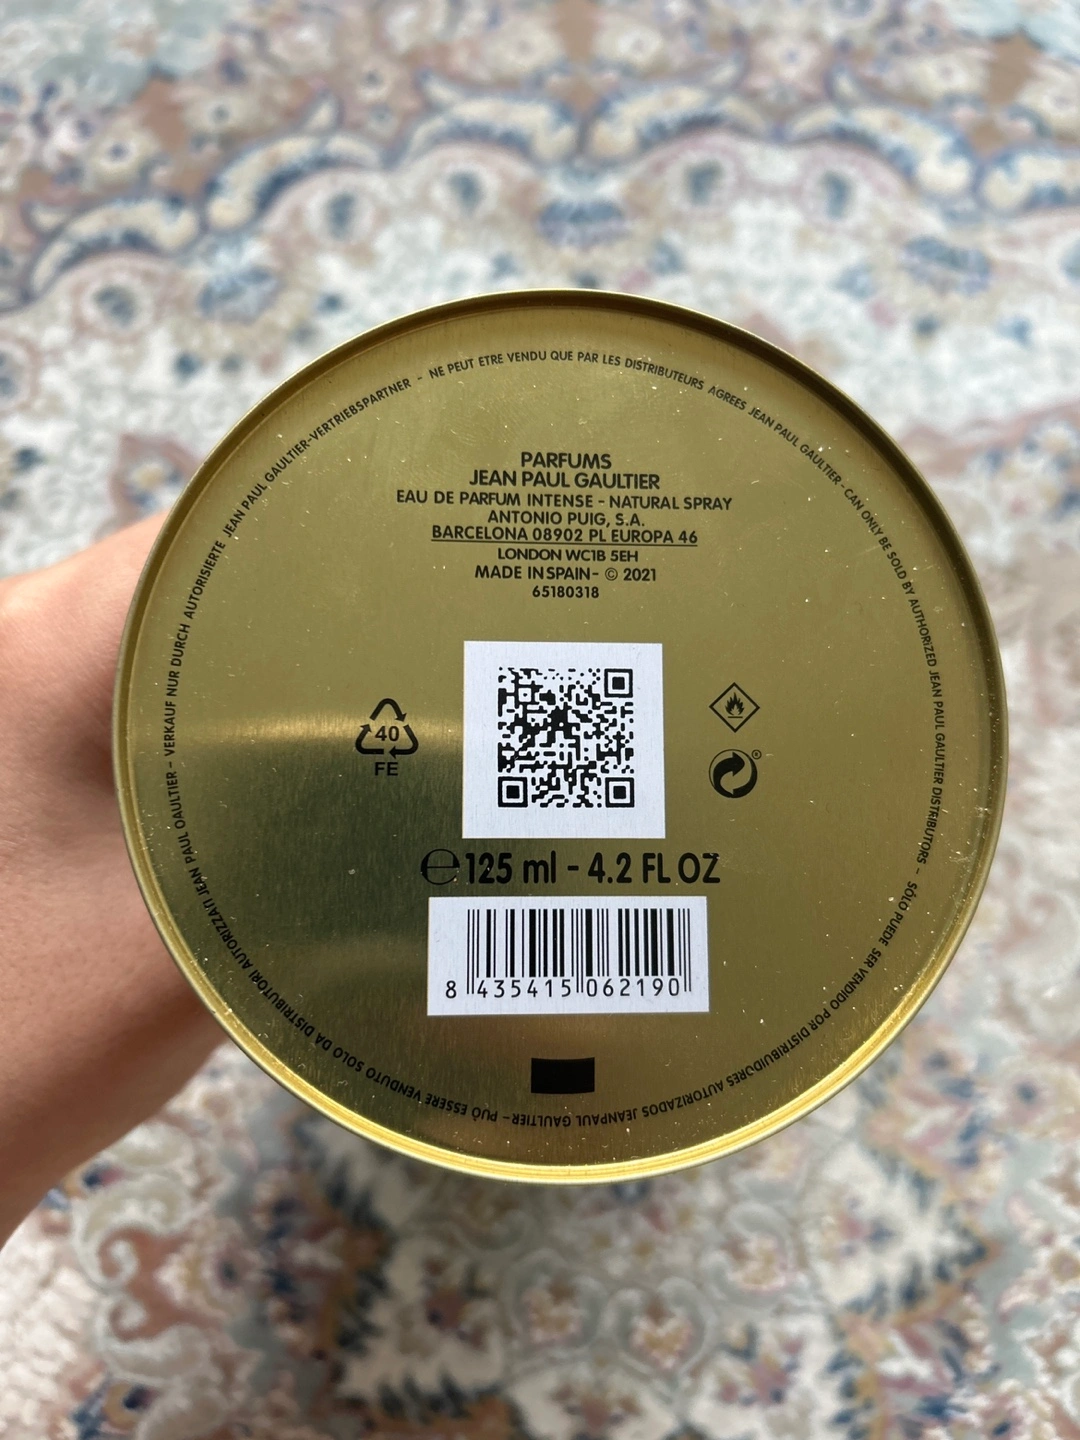 NE PEUT ETRE VENDU QUE PAR LES DISTRIBUTEURS AGREES JEAN PAUL GAULTIER - CAN ONLY BE SOLD BY AUTHORIZED JEAN PAUL GAULTIER DISTRIBUTORS - SÓLO PUEDE SER VENDIDO POR DISTRIBUIDORES AUTORIZADOS JEANPAUL GAULTIER - PUÒ ESSERE VENDUTO SOLO DA DISTRIBUTORI AUTORIZZATI JEAN PAUL GAULTIER - VERKAUF NUR DURCH AUTORISIERTE JEAN PAUL GAULTIER-VERTRIEBSPARTNER -
PARFUMS
JEAN PAUL GAULTIER
EAU DE PARFUM INTENSE - NATURAL SPRAY
ANTONIO PUIG, S.A.
BARCELONA 08902 PL EUROPA 46
LONDON WC1B 5EH
MADE IN SPAIN - © 2021
65180318
40
FE
®
℮ 125 ml - 4.2 FL OZ
8 435415 062190